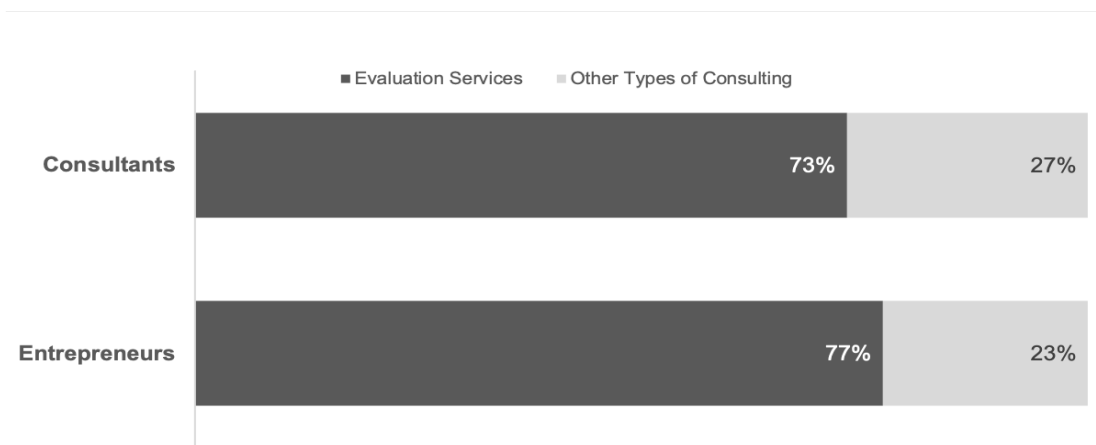 Evaluation Services Other Types of Consulting
Consultants 73% 27%
Entrepreneurs 77% 23%